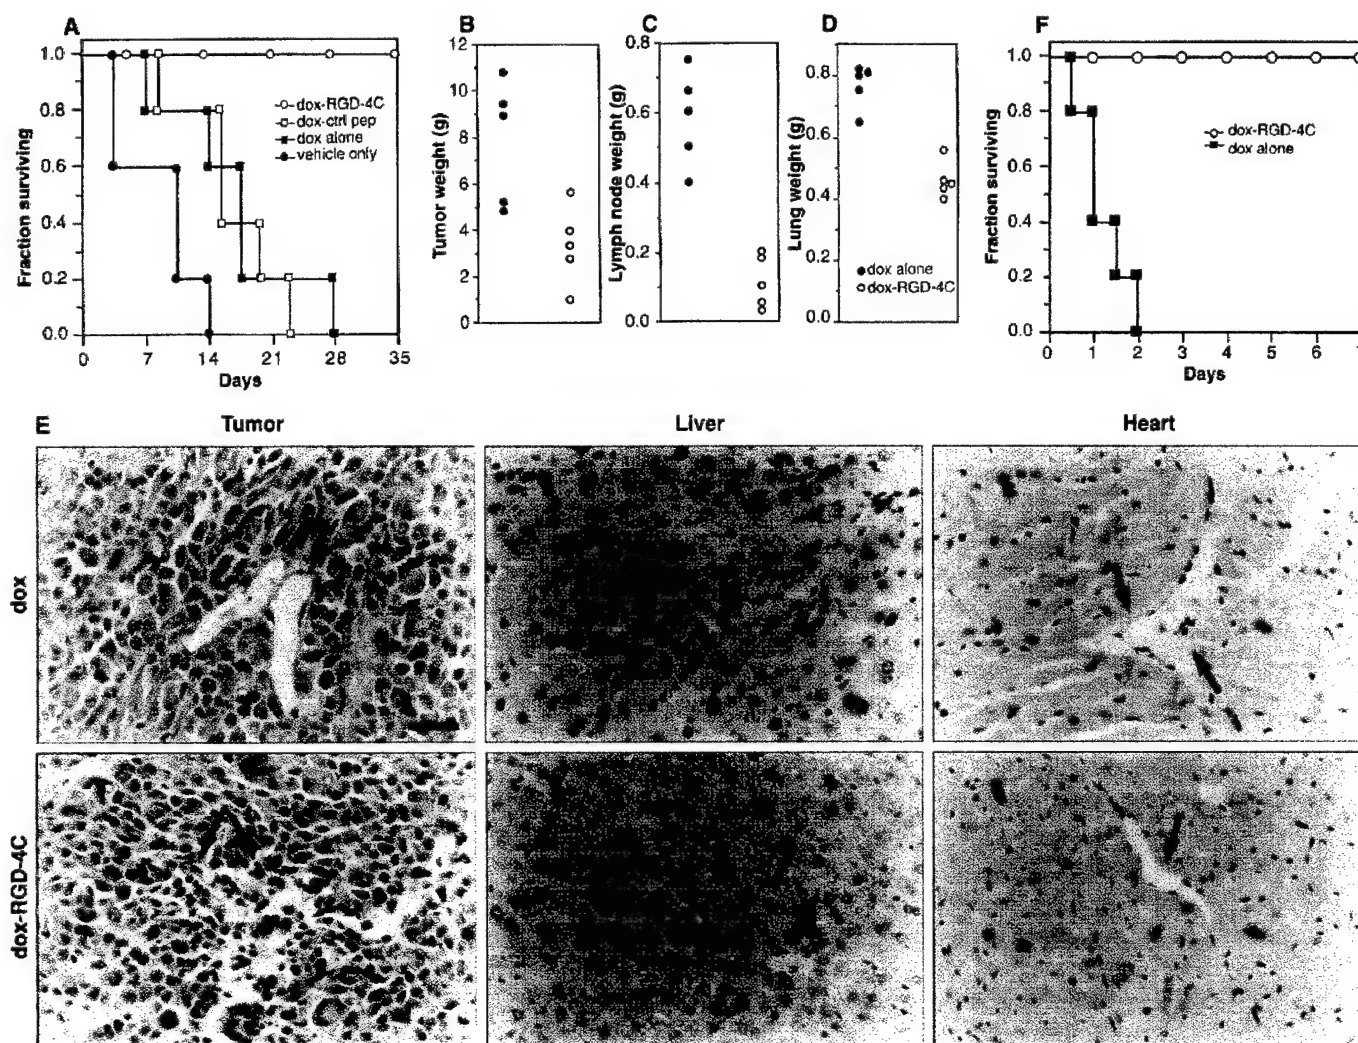 A
Fraction surviving
1.0
0.8
0.6
0.4
0.2
0.0
dox-RGD-4C
dox-ctrl pep
dox alone
vehicle only
0 7 14 21 28 35
Days
B
Tumor weight (g)
12
10
8
6
4
2
0
C
Lymph node weight (g)
0.8
0.6
0.4
0.2
0.0
D
Lung weight (g)
0.8
0.6
0.4
0.2
0.0
dox alone
dox-RGD-4C
F
Fraction surviving
1.0
0.8
0.6
0.4
0.2
0.0
dox-RGD-4C
dox alone
0 1 2 3 4 5 6 7
Days
E
Tumor Liver Heart
dox
dox-RGD-4C